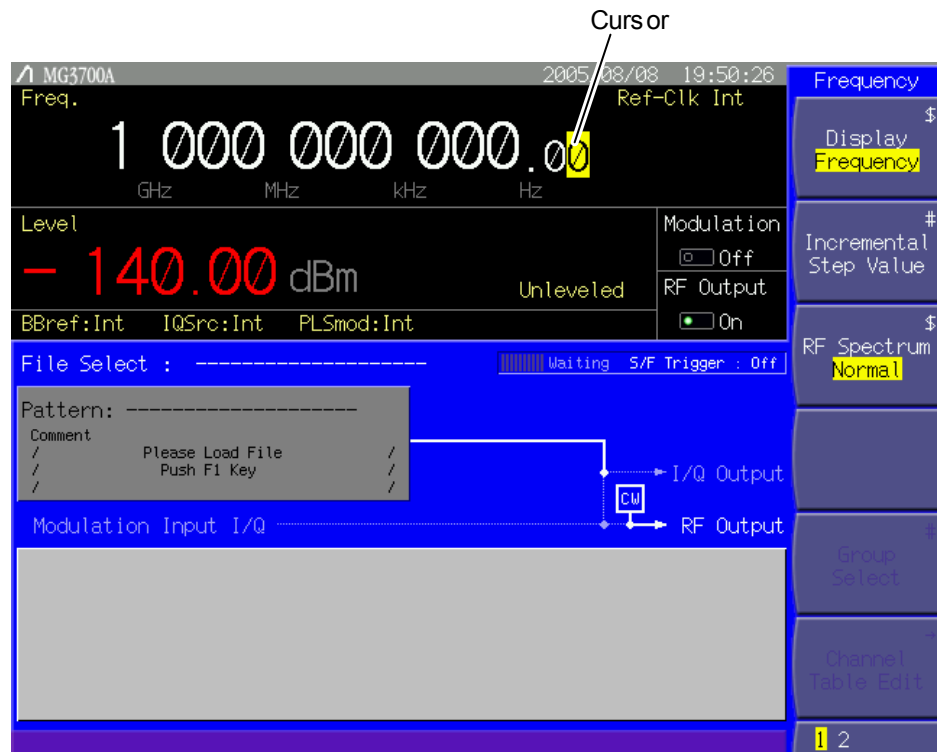 Cursor
MG3700A 2005/08/08 19:50:26
Freq. Ref-Clk Int
1 000 000 000.00
GHz MHz kHz Hz
Level
- 140.00 dBm Unleveled
Modulation
Off
RF Output
On
BBref:Int IQSrc:Int PLSmod:Int
File Select : --------------------
Waiting S/F Trigger : Off
Pattern: --------------------
Comment
/ Please Load File /
/ Push F1 Key /
/ /
I/Q Output
CW
Modulation Input I/Q
RF Output
Frequency
$
Display
Frequency
#
Incremental
Step Value
$
RF Spectrum
Normal
#
Group
Select
→
Channel
Table Edit
1 2